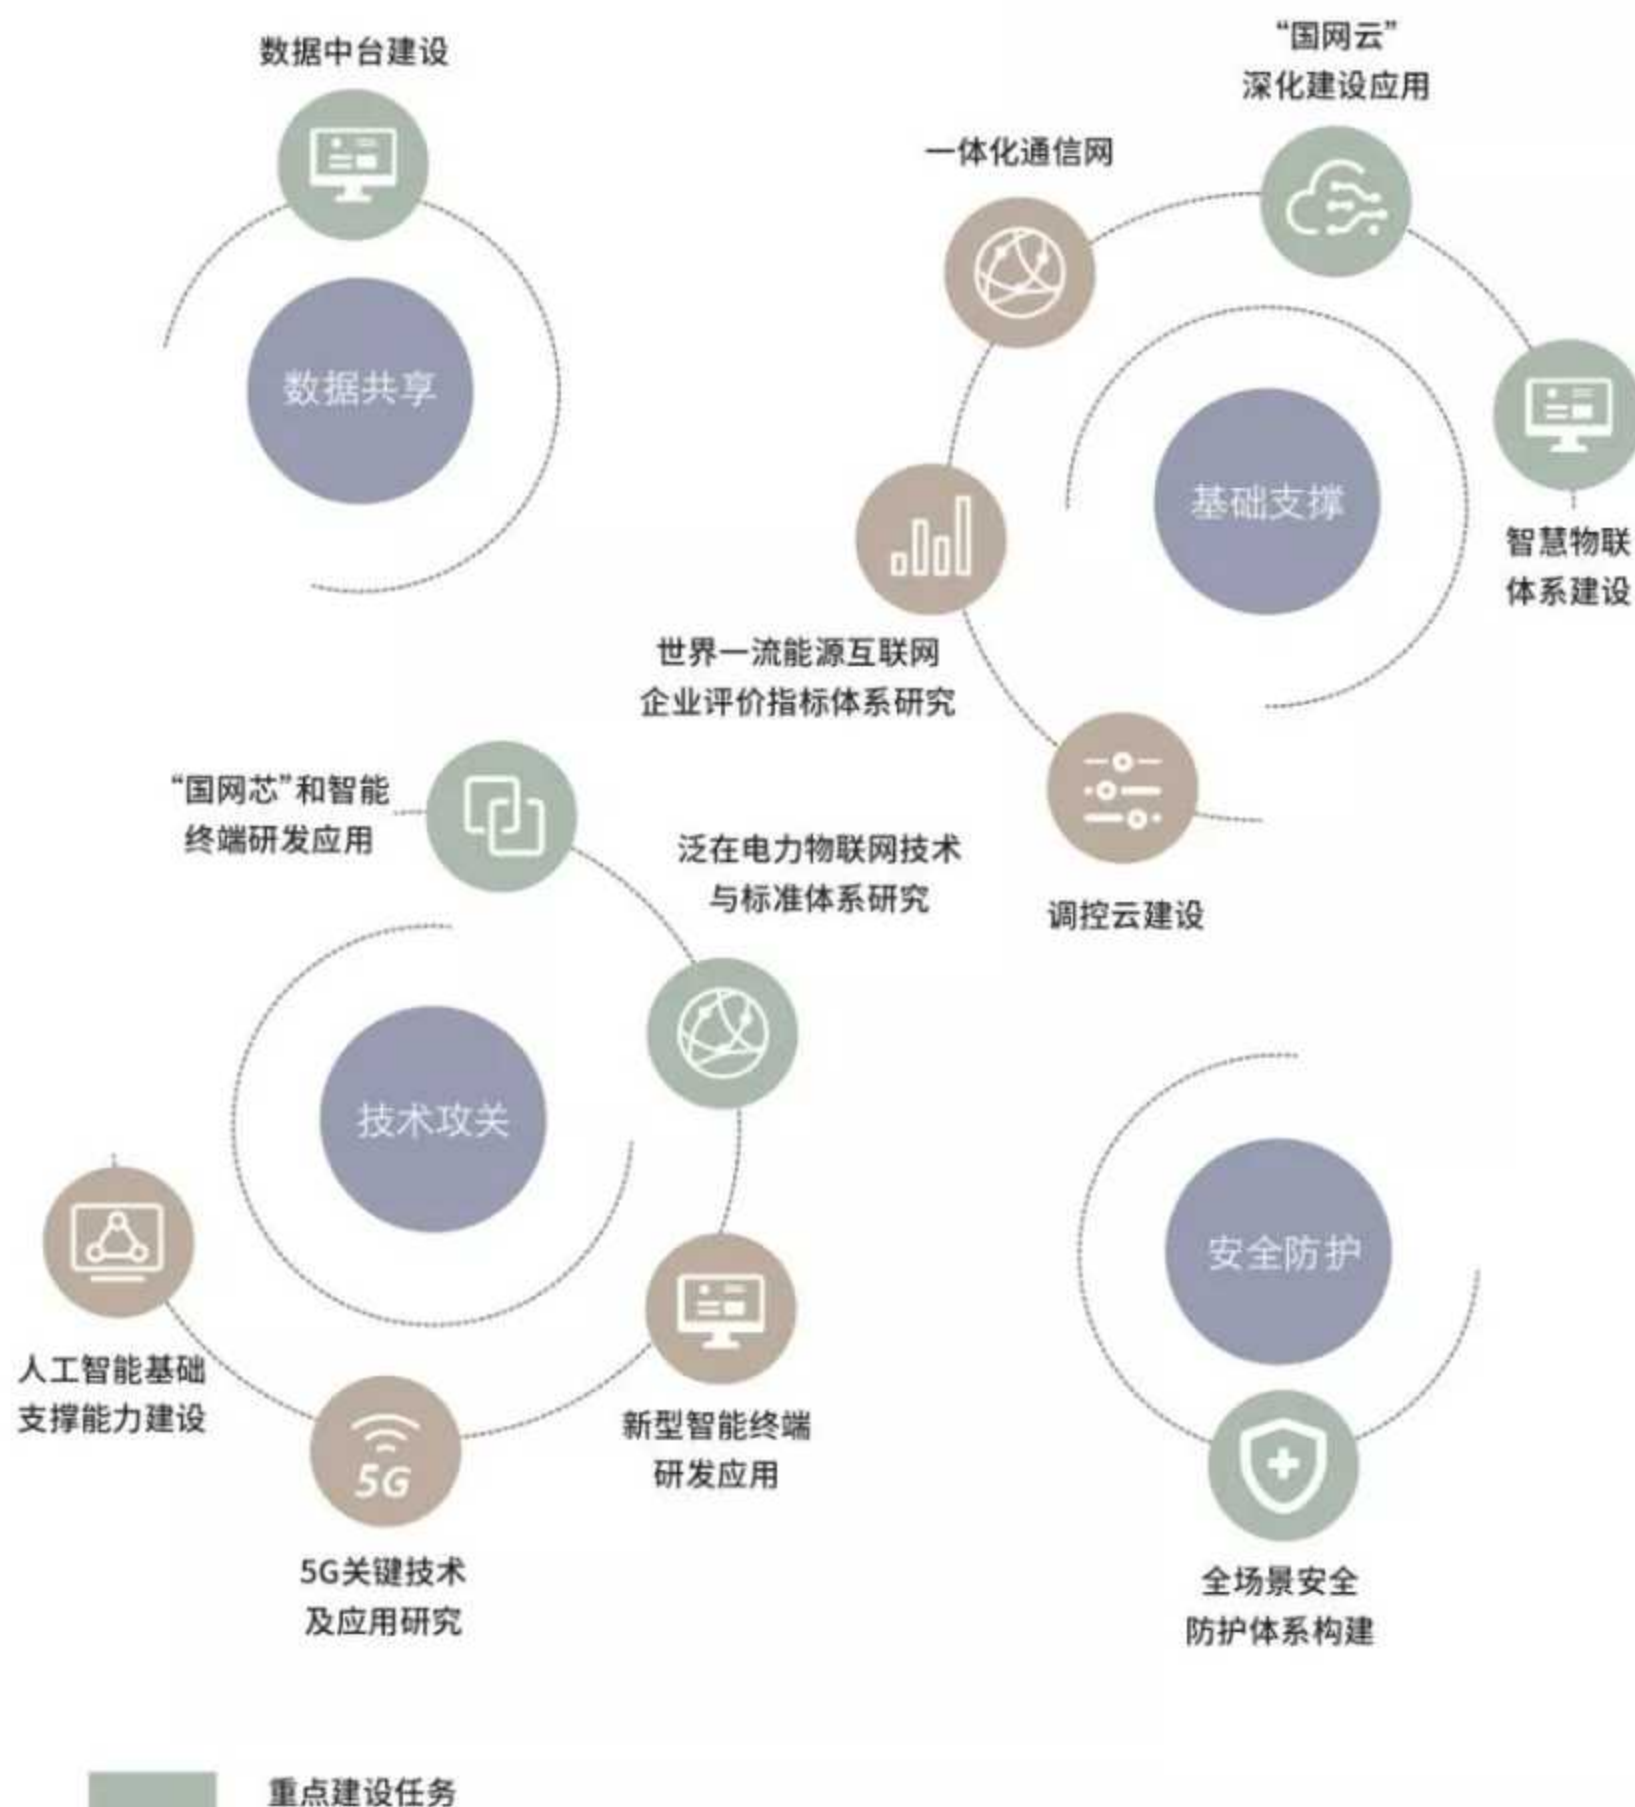 数据中台建设
数据共享
“国网云”
深化建设应用
一体化通信网
基础支撑
智慧物联
体系建设
世界一流能源互联网
企业评价指标体系研究
调控云建设
“国网芯”和智能
终端研发应用
泛在电力物联网技术
与标准体系研究
技术攻关
人工智能基础
支撑能力建设
5G
5G关键技术
及应用研究
新型智能终端
研发应用
安全防护
全场景安全
防护体系构建
重点建设任务